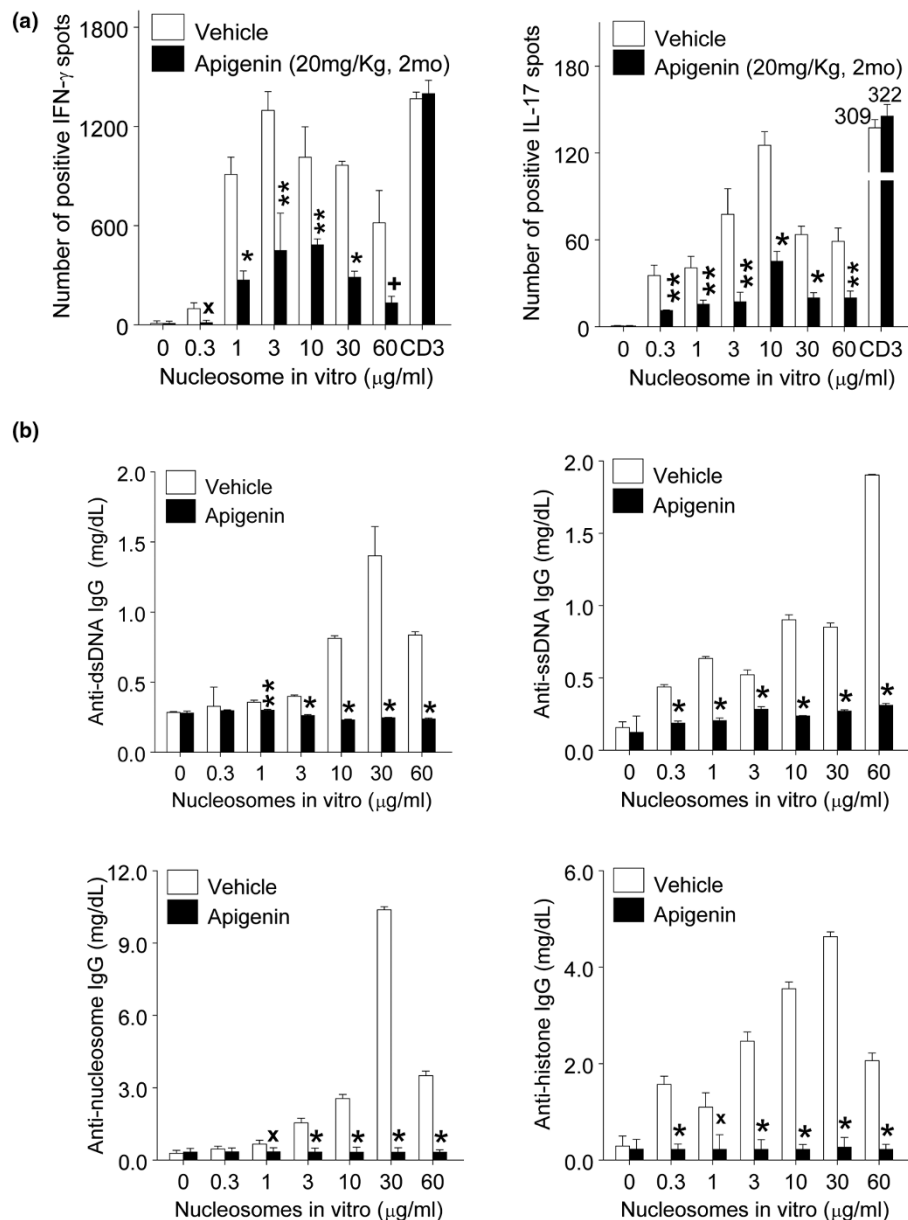 (a)
Number of positive IFN-γ spots
1800
1200
600
0
Vehicle
Apigenin (20mg/Kg, 2mo)
x
*
**
**
*
+
0 0.3 1 3 10 30 60 CD3
Nucleosome in vitro (μg/ml)
Number of positive IL-17 spots
180
120
60
0
Vehicle
Apigenin (20mg/Kg, 2mo)
309
322
**
**
**
*
*
**
0 0.3 1 3 10 30 60 CD3
Nucleosome in vitro (μg/ml)
(b)
Anti-dsDNA IgG (mg/dL)
2.0
1.5
1.0
0.5
0.0
Vehicle
Apigenin
**
*
*
*
*
0 0.3 1 3 10 30 60
Nucleosomes in vitro (μg/ml)
Anti-ssDNA IgG (mg/dL)
2.0
1.5
1.0
0.5
0.0
Vehicle
Apigenin
*
*
*
*
*
*
0 0.3 1 3 10 30 60
Nucleosomes in vitro (μg/ml)
Anti-nucleosome IgG (mg/dL)
12.0
9.0
6.0
3.0
0.0
Vehicle
Apigenin
x
*
*
*
*
0 0.3 1 3 10 30 60
Nucleosomes in vitro (μg/ml)
Anti-histone IgG (mg/dL)
6.0
4.0
2.0
0.0
Vehicle
Apigenin
*
x
*
*
*
*
0 0.3 1 3 10 30 60
Nucleosomes in vitro (μg/ml)